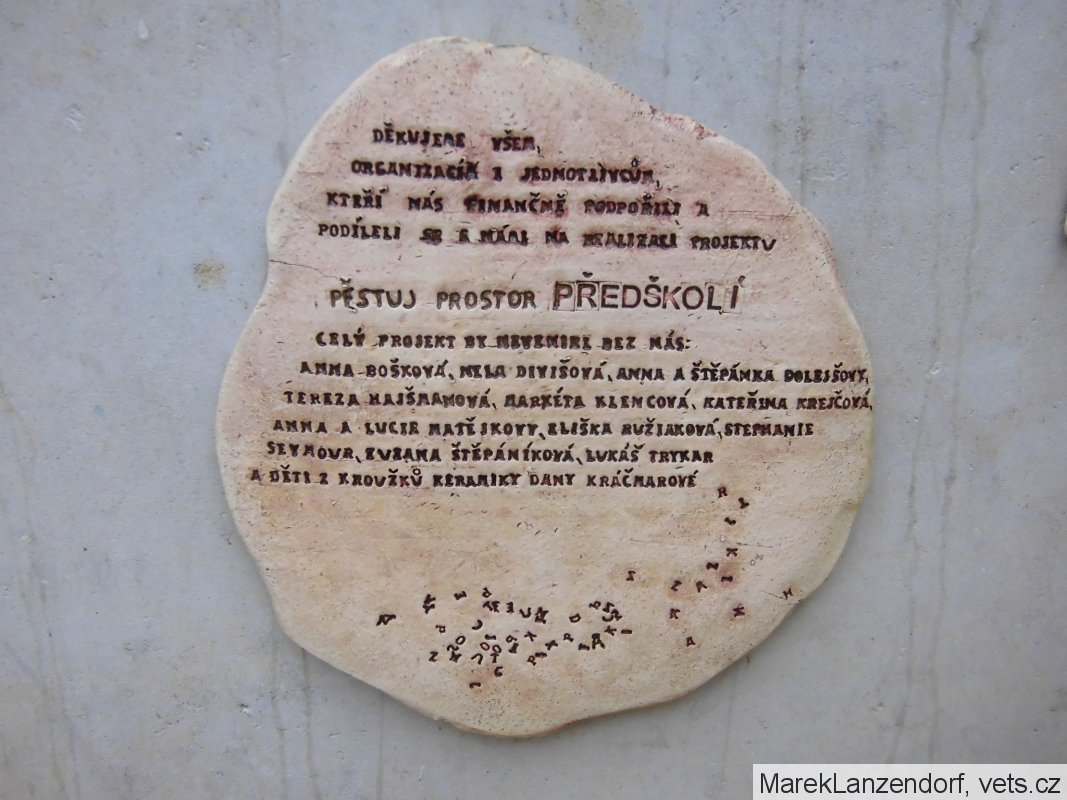 DĚKUJEME VŠEM,
ORGANIZACÍM I JEDNOTLIVCŮM,
KTEŘÍ NÁS FINANČNĚ PODPOŘILI A
PODÍLELI SE S NÁMI NA REALIZACI PROJEKTU
PĚSTUJ PROSTOR PŘEDŠKOLÍ
CELÝ PROJEKT BY NEVZNIKL BEZ NÁS:
ANNA BOŠKOVÁ, NELA DIVIŠOVÁ, ANNA A ŠTĚPÁNKA DOLEJŠOVY,
TEREZA HAJŠMANOVÁ, MARKÉTA KLENCOVÁ, KATEŘINA KREJČOVÁ,
ANNA A LUCIE MATĚJKOVY, ELIŠKA RUŽIAKOVÁ, STEPHANIE
SEYMOUR, ZUZANA ŠTĚPÁNÍKOVÁ, LUKÁŠ TRYKAR
A DĚTI Z KROUŽKŮ KERAMIKY DANY KRÁČMAROVÉ
MarekLanzendorf, vets.cz